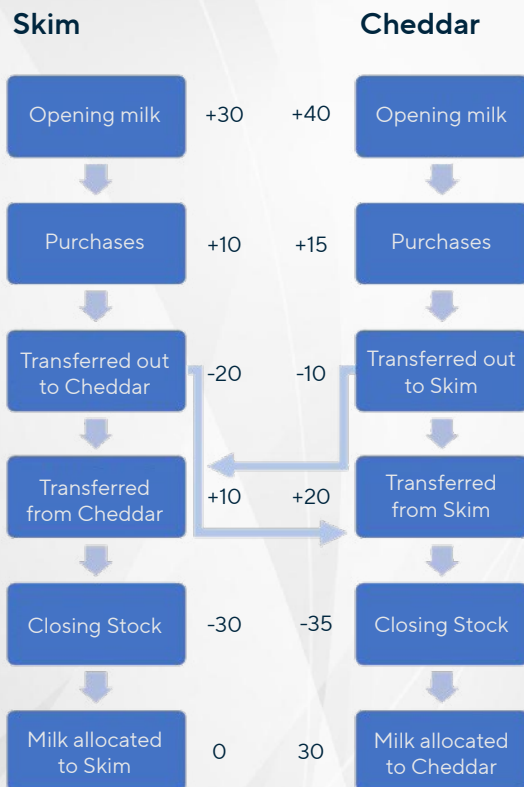 Skim Cheddar
Opening milk +30 +40 Opening milk
Purchases +10 +15 Purchases
Transferred out
to Cheddar
-20 -10
Transferred out
to Skim
Transferred
from Cheddar
+10 +20
Transferred
from Skim
Closing Stock -30 -35 Closing Stock
Milk allocated
to Skim
0 30
Milk allocated
to Cheddar